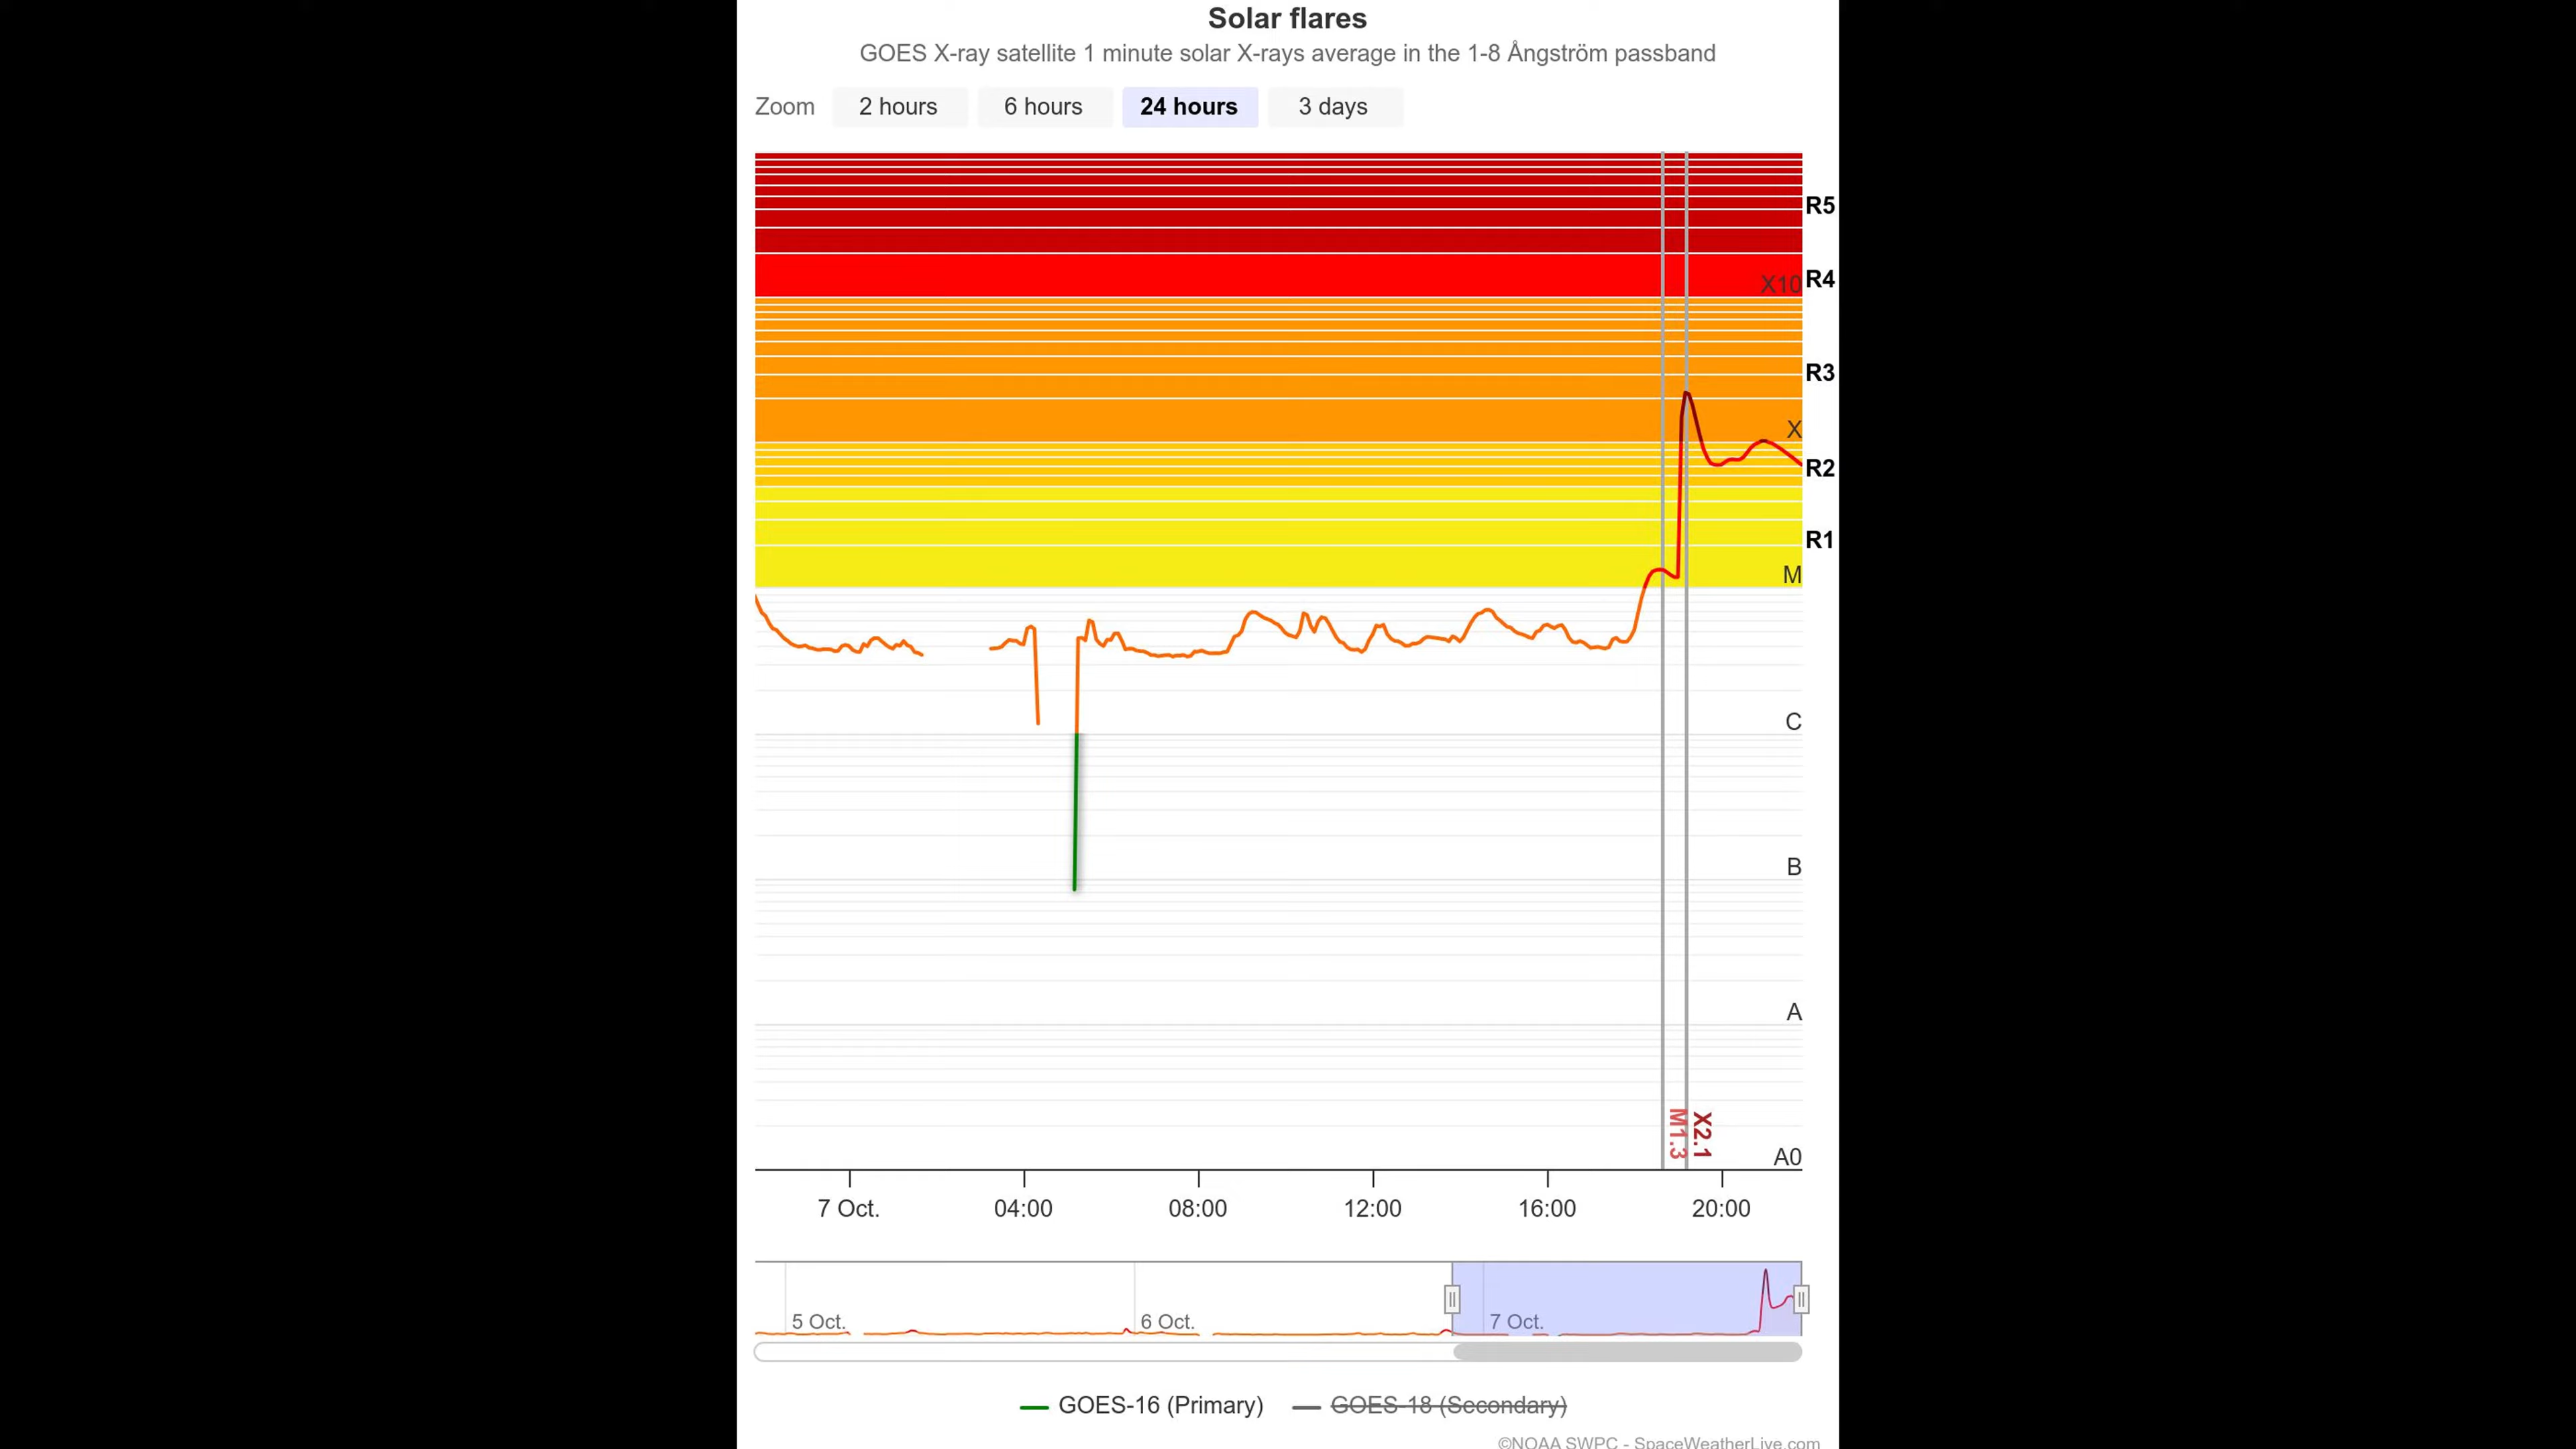 Solar flares
GOES X-ray satellite 1 minute solar X-rays average in the 1-8 Ångström passband
Zoom 2 hours 6 hours 24 hours 3 days
R5
X10 R4
R3
X
R2
R1
M
C
B
A
M1.3 X2.1
A0
7 Oct. 04:00 08:00 12:00 16:00 20:00
5 Oct. 6 Oct. 7 Oct.
GOES-16 (Primary) GOES-18 (Secondary)
©NOAA SWPC - SpaceWeatherLive.com